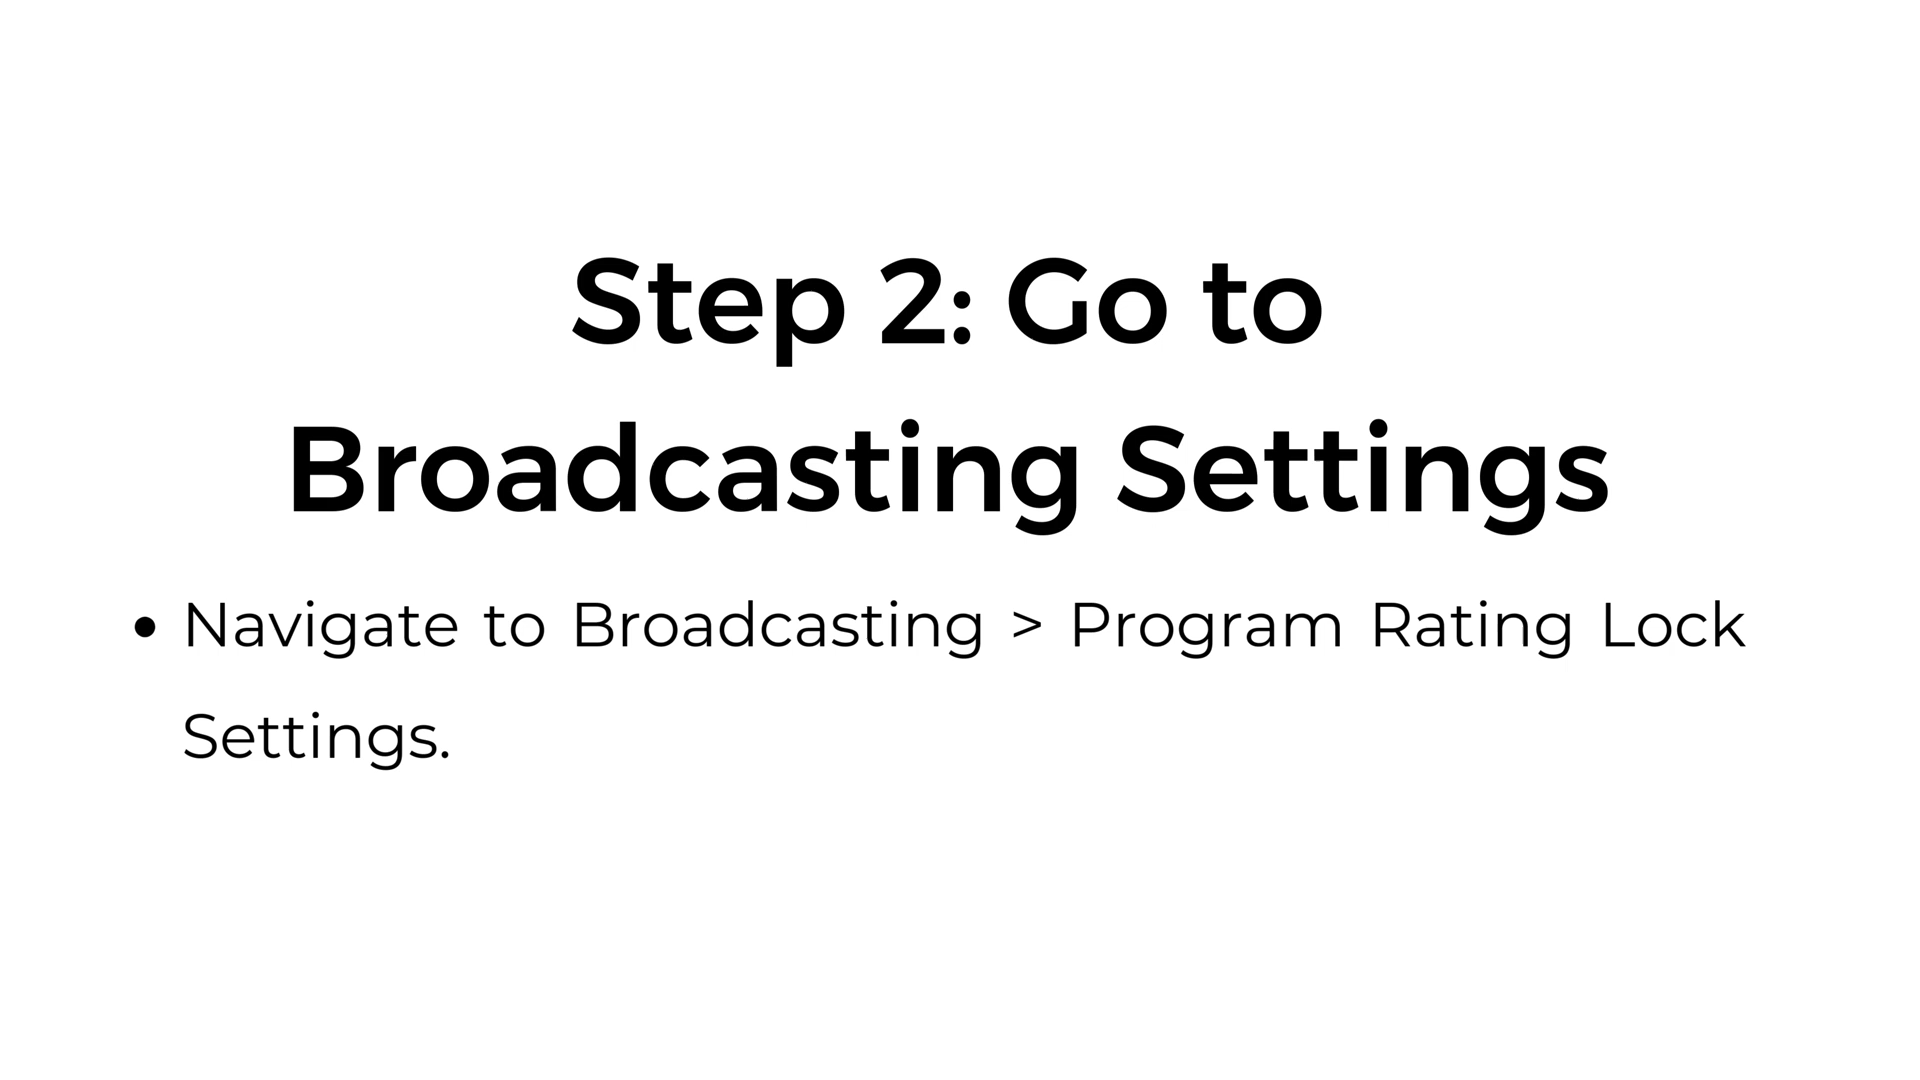 Step 2: Go to
Broadcasting Settings
• Navigate to Broadcasting > Program Rating Lock
Settings.